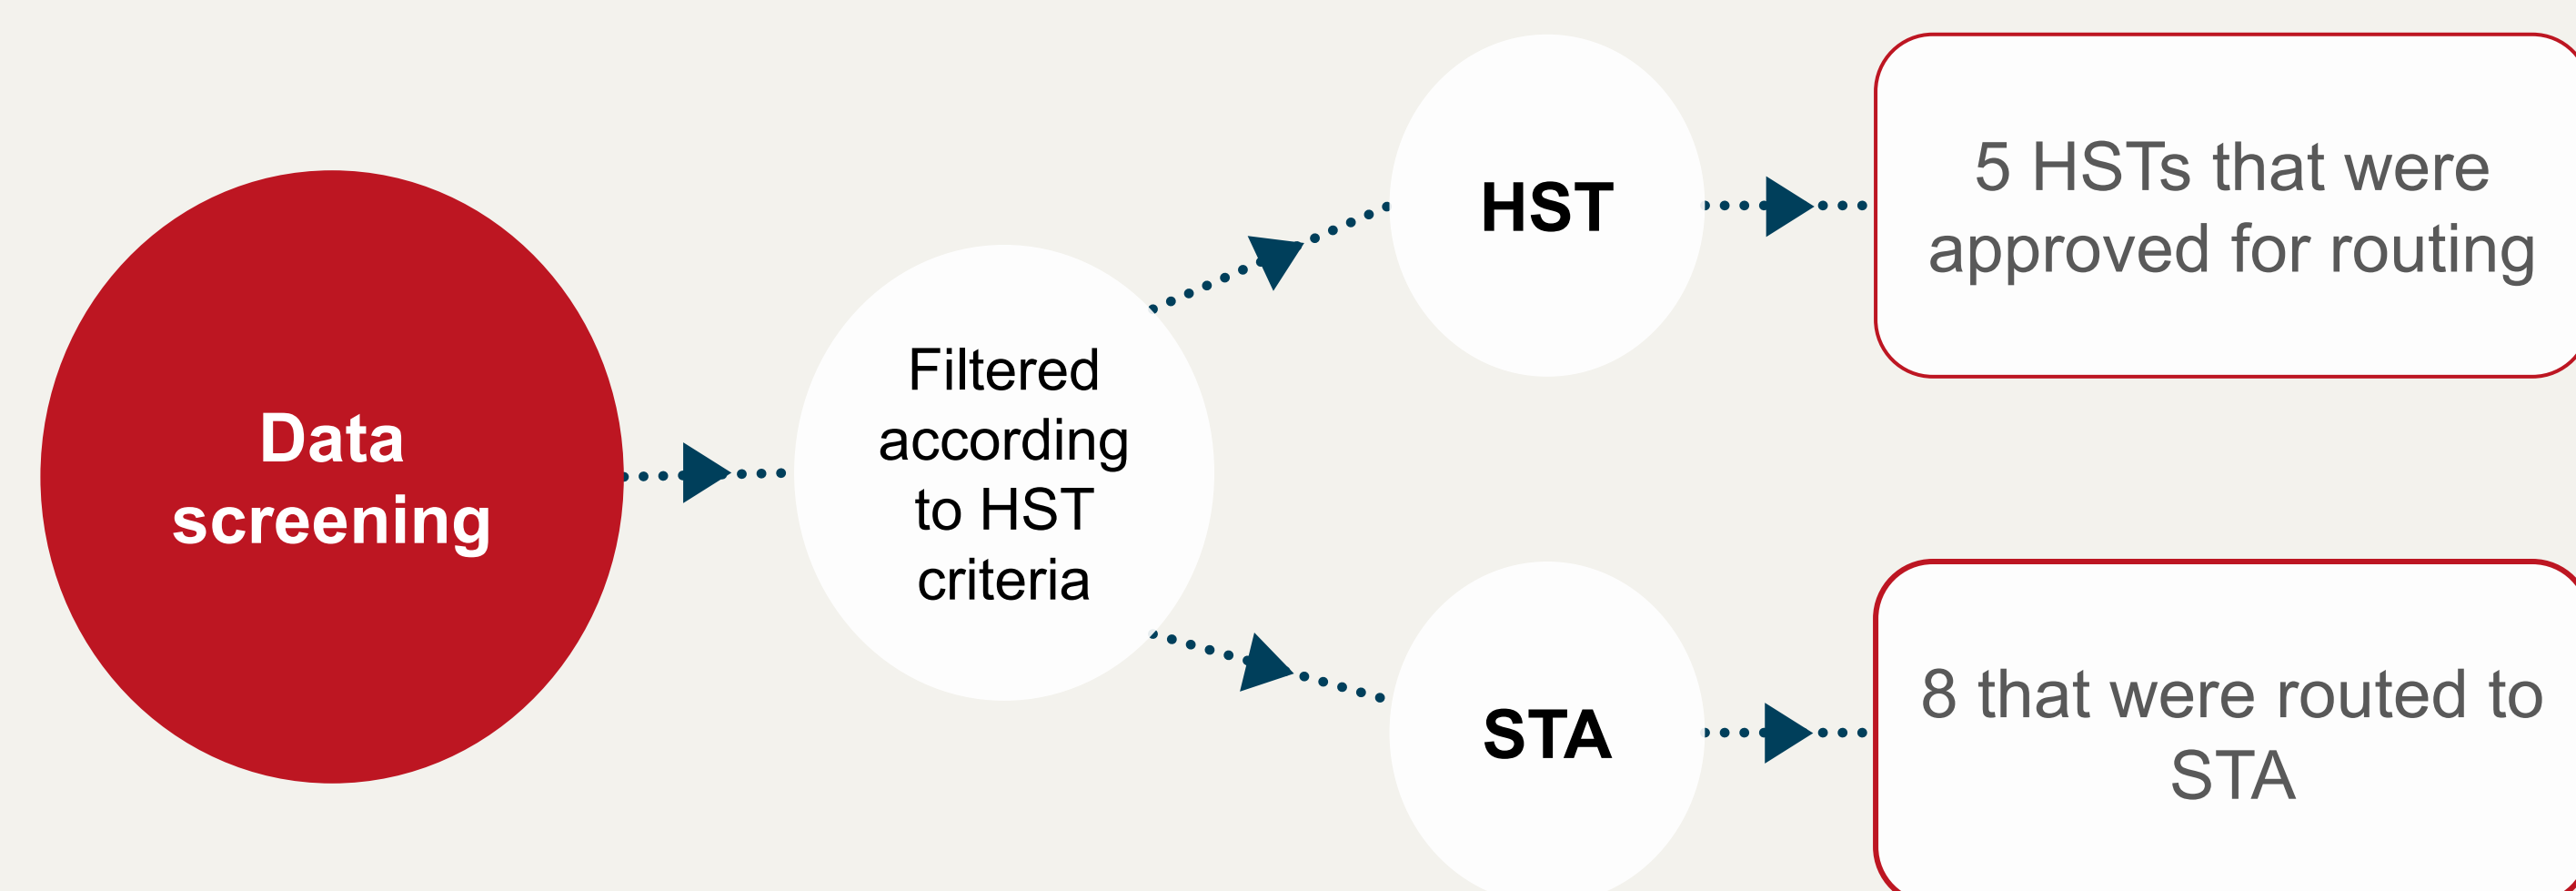 Data
screening
Filtered
according
to HST
criteria
HST
5 HSTs that were
approved for routing
STA
8 that were routed to
STA